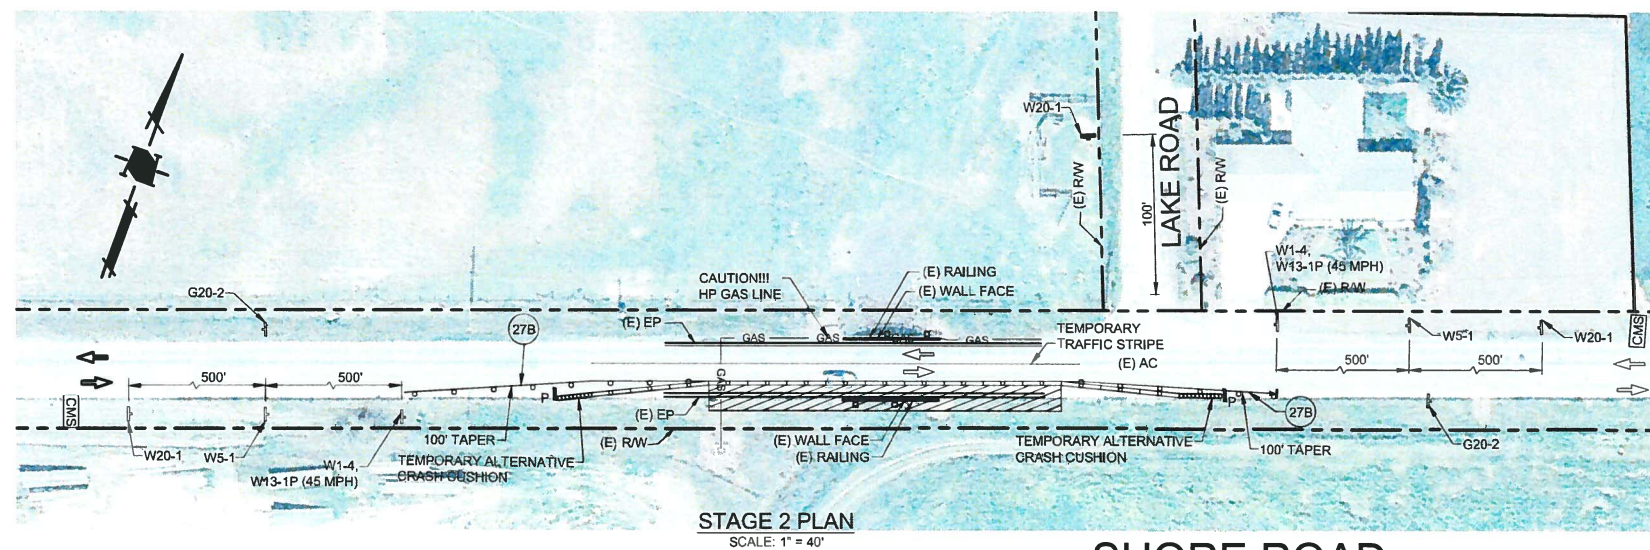 W20-1
(E) R/W
100'
LAKE ROAD
(E) R/W
W1-4,
W13-1P (45 MPH)
(E) R/W
G20-2
CAUTION!!!
HP GAS LINE
(E) RAILING
(E) WALL FACE
27B
(E) EP
GAS
GAS
GAS
GAS
TEMPORARY
TRAFFIC STRIPE
(E) AC
W5-1
W20-1
CMS
500'
500'
500'
500'
GAS
CMS
P
P
(E) EP
27B
W20-1
W5-1
W1-4,
W13-1P (45 MPH)
100' TAPER
TEMPORARY ALTERNATIVE
CRASH CUSHION
(E) R/W
(E) WALL FACE
(E) RAILING
TEMPORARY ALTERNATIVE
CRASH CUSHION
100' TAPER
G20-2
STAGE 2 PLAN
SCALE: 1" = 40'
SHORE ROAD